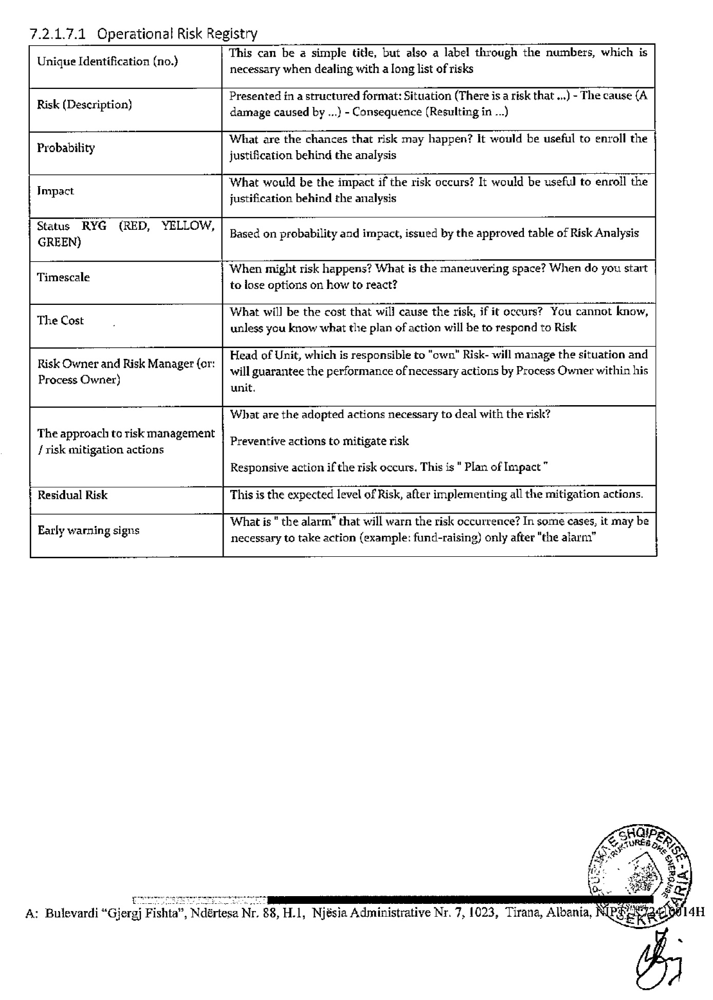 7.2.1.7.1 Operational Risk Registry
Unique Identification (no.)
This can be a simple title, but also a label through the numbers, which is
necessary when dealing with a long list of risks
Risk (Description)
Presented in a structured format: Situation (There is a risk that ...) - The cause (A
damage caused by ...) - Consequence (Resulting in ...)
Probability
What are the chances that risk may happen? It would be useful to enroll the
justification behind the analysis
Impact
What would be the impact if the risk occurs? It would be useful to enroll the
justification behind the analysis
Status RYG (RED, YELLOW,
GREEN)
Based on probability and impact, issued by the approved table of Risk Analysis
Timescale
When might risk happens? What is the maneuvering space? When do you start
to lose options on how to react?
The Cost
What will be the cost that will cause the risk, if it occurs? You cannot know,
unless you know what the plan of action will be to respond to Risk
Risk Owner and Risk Manager (or:
Process Owner)
Head of Unit, which is responsible to "own" Risk- will manage the situation and
will guarantee the performance of necessary actions by Process Owner within his
unit.
The approach to risk management
/ risk mitigation actions
What are the adopted actions necessary to deal with the risk?
Preventive actions to mitigate risk
Responsive action if the risk occurs. This is " Plan of Impact "
Residual Risk
This is the expected level of Risk, after implementing all the mitigation actions.
Early warning signs
What is " the alarm" that will warn the risk occurrence? In some cases, it may be
necessary to take action (example: fund-raising) only after "the alarm"
E SHQIPERISE -
DHE ENERGJISE
SEKRETARIA
A: Bulevardi “Gjergj Fishta”, Ndërtesa Nr. 88, H.1, Njësia Administrative Nr. 7, 1023, Tirana, Albania,